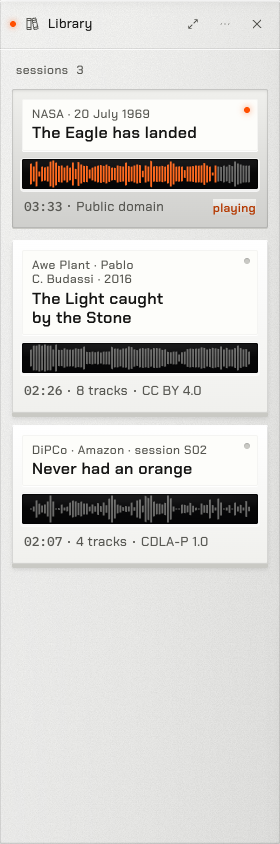 Library
sessions 3
NASA · 20 July 1969
The Eagle has landed
03:33 · Public domain
playing
Awe Plant · Pablo
C. Budassi · 2016
The Light caught
by the Stone
02:26 · 8 tracks · CC BY 4.0
DiPCo · Amazon · session S02
Never had an orange
02:07 · 4 tracks · CDLA-P 1.0